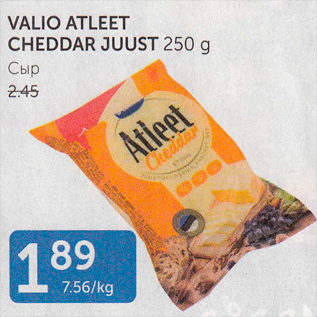 VALIO ATLEET
CHEDDAR JUUST 250 g
Сыр
2.45
Atleet
Cheddar
1 89
7.56/kg